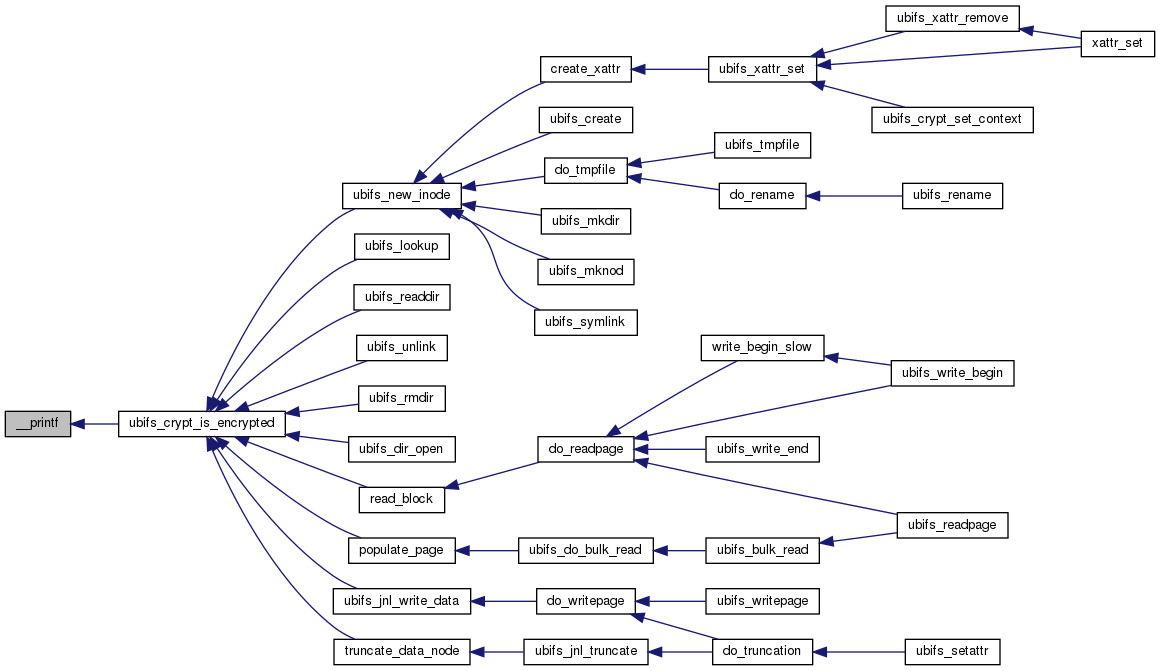 ubifs_xattr_remove
xattr_set
create_xattr
ubifs_xattr_set
ubifs_create
ubifs_crypt_set_context
ubifs_tmpfile
do_tmpfile
ubifs_new_inode
do_rename
ubifs_rename
ubifs_mkdir
ubifs_lookup
ubifs_mknod
ubifs_readdir
ubifs_symlink
ubifs_unlink
write_begin_slow
ubifs_write_begin
ubifs_rmdir
__printf
ubifs_crypt_is_encrypted
ubifs_dir_open
do_readpage
ubifs_write_end
read_block
ubifs_readpage
populate_page
ubifs_do_bulk_read
ubifs_bulk_read
ubifs_jnl_write_data
do_writepage
ubifs_writepage
truncate_data_node
ubifs_jnl_truncate
do_truncation
ubifs_setattr